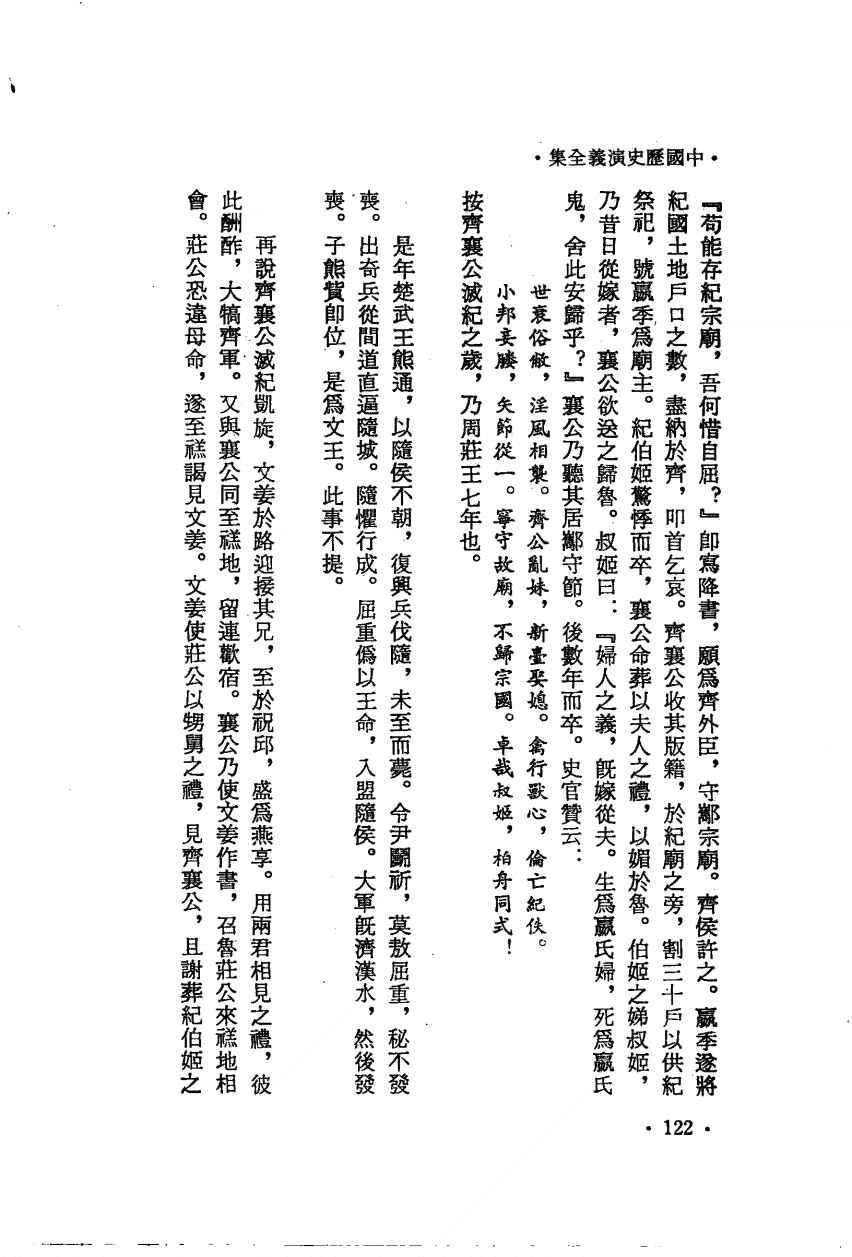 ·中國歷史演義全集·
『苟能存紀宗廟，吾何惜自屈？』卽寫降書，願爲齊外臣，守酅宗廟。齊侯許之。嬴季遂將
紀國土地戶口之數，盡納於齊，叩首乞哀。齊襄公收其版籍，於紀廟之旁，割三十戶以供紀
祭祀，號嬴季爲廟主。紀伯姬驚悸而卒，襄公命葬以夫人之禮，以媚於魯。伯姬之娣叔姬，
乃昔日從嫁者，襄公欲送之歸魯。叔姬曰：『婦人之義，旣嫁從夫。生爲嬴氏婦，死爲嬴氏
鬼，舍此安歸乎？』襄公乃聽其居酅守節。後數年而卒。史官贊云：
世衰俗敝，淫風相襲。齊公亂妹，新臺娶媳。禽行獸心，倫亡紀佚。
小邦妾媵，矢節從一。寧守故廟，不歸宗國。卓哉叔姬，柏舟同式！
按齊襄公滅紀之歲，乃周莊王七年也。
是年楚武王熊通，以隨侯不朝，復興兵伐隨，未至而薨。令尹鬭祈，莫敖屈重，秘不發
喪。出奇兵從間道直逼隨城。隨懼行成。屈重僞以王命，入盟隨侯。大軍旣濟漢水，然後發
喪。子熊貲卽位，是爲文王。此事不提。
再說齊襄公滅紀凱旋，文姜於路迎接其兄，至於祝邱，盛爲燕享。用兩君相見之禮，彼
此酬酢，大犒齊軍。又與襄公同至禚地，留連歡宿。襄公乃使文姜作書，召魯莊公來禚地相
會。莊公恐違母命，遂至禚謁見文姜。文姜使莊公以甥舅之禮，見齊襄公，且謝葬紀伯姬之
·122·